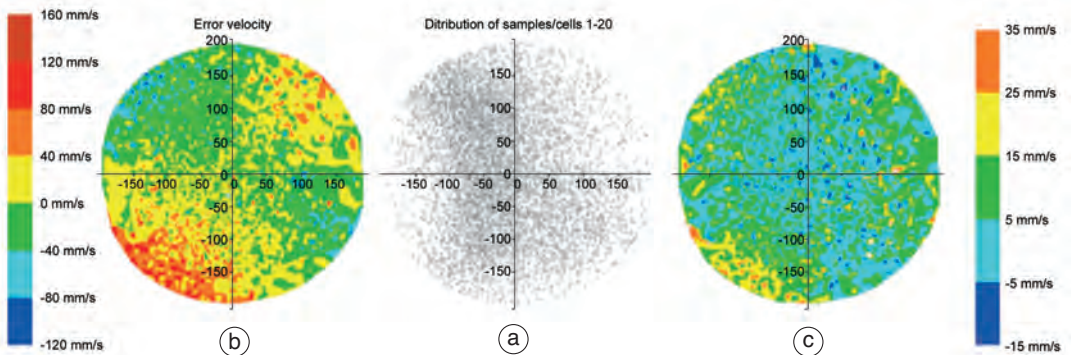 160 mm/s
120 mm/s
80 mm/s
40 mm/s
0 mm/s
-40 mm/s
-80 mm/s
-120 mm/s
Error velocity
200
150
100
50
0
-50
-100
-150
-150 -100 -50 0 50 100 150
b
Ditribution of samples/cells 1-20
200
150
100
50
0
-50
-100
-150
-150 -100 -50 0 50 100 150
a
200
150
100
50
0
-50
-100
-150
-150 -100 -50 0 50 100 150
c
35 mm/s
25 mm/s
15 mm/s
5 mm/s
-5 mm/s
-15 mm/s